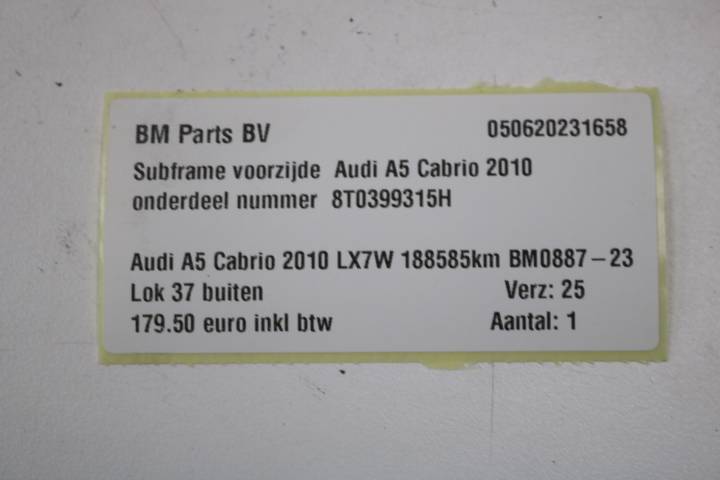 BM Parts BV 050620231658
Subframe voorzijde Audi A5 Cabrio 2010
onderdeel nummer 8T0399315H
Audi A5 Cabrio 2010 LX7W 188585km BM0887-23
Lok 37 buiten Verz: 25
179.50 euro inkl btw Aantal: 1